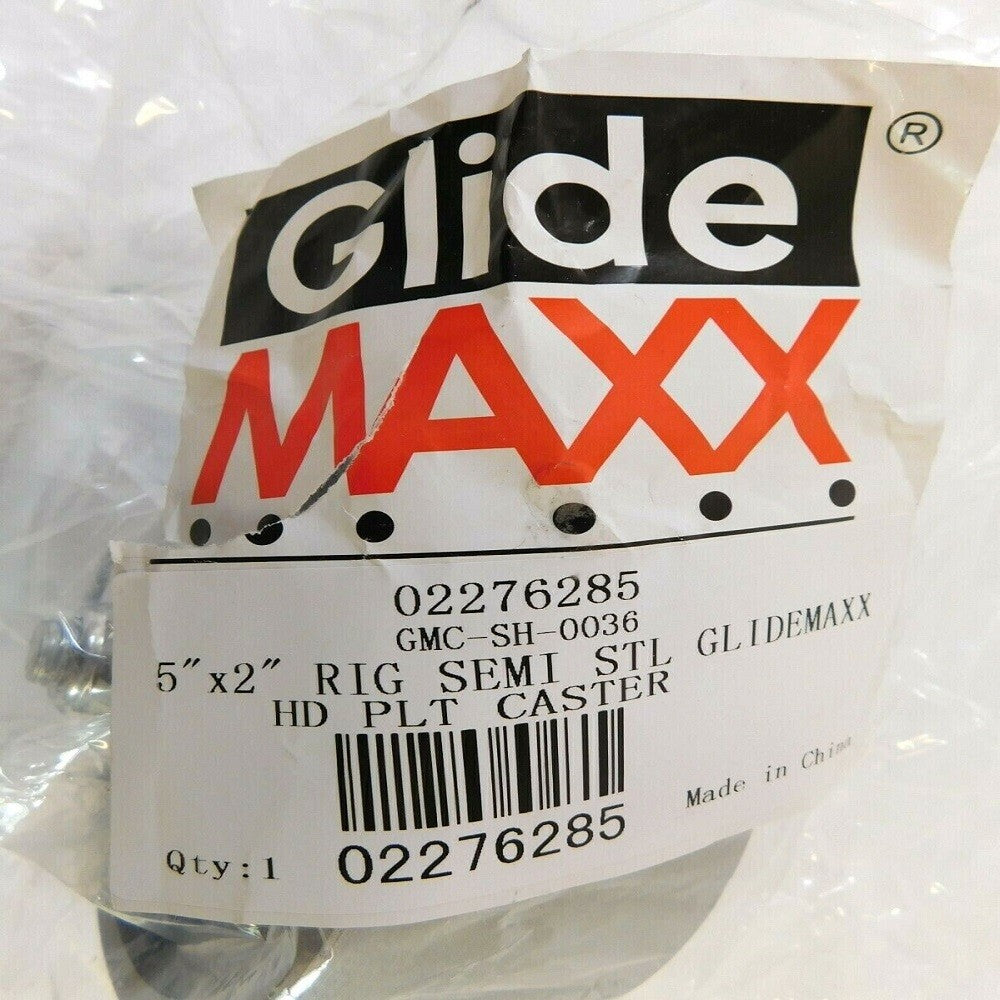 Glide ®
MAXX
02276285
GMC-SH-0036
5"x2" RIG SEMI STL GLIDEMAXX
HD PLT CASTER
Made in China
Qty:1
02276285